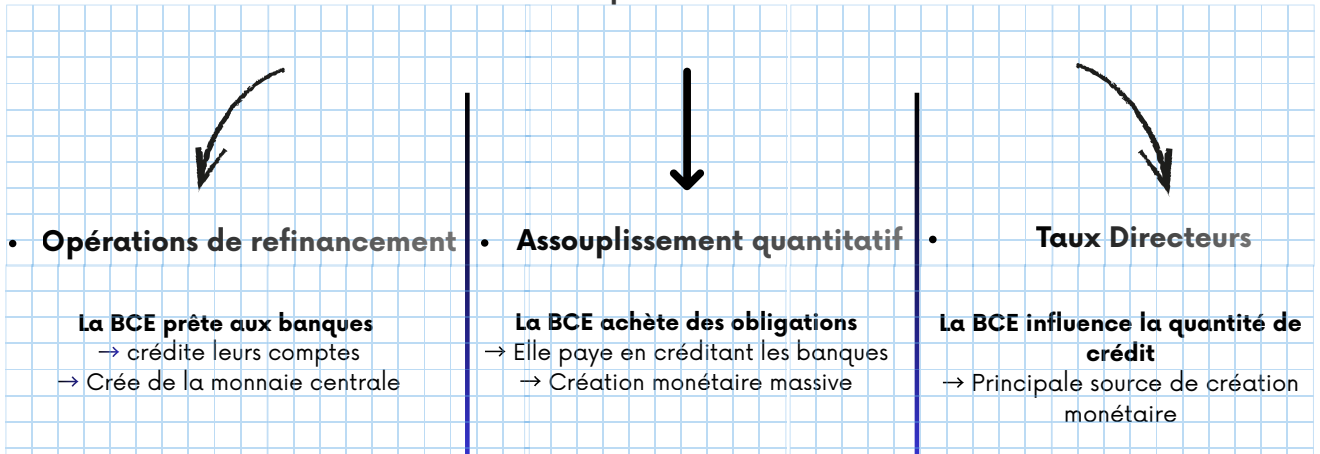 • Opérations de refinancement
La BCE prête aux banques
→ crédite leurs comptes
→ Crée de la monnaie centrale
• Assouplissement quantitatif
La BCE achète des obligations
→ Elle paye en créditant les banques
→ Création monétaire massive
• Taux Directeurs
La BCE influence la quantité de
crédit
→ Principale source de création
monétaire